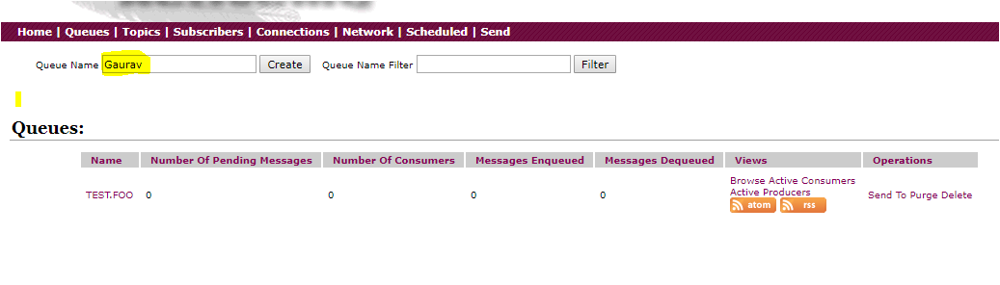 Home | Queues | Topics | Subscribers | Connections | Network | Scheduled | Send
Queue Name Gaurav Create Queue Name Filter Filter
Queues:
Name Number Of Pending Messages Number Of Consumers Messages Enqueued Messages Dequeued Views Operations
TEST.FOO 0 0 0 0 Browse Active Consumers
Active Producers
atom rss Send To Purge Delete